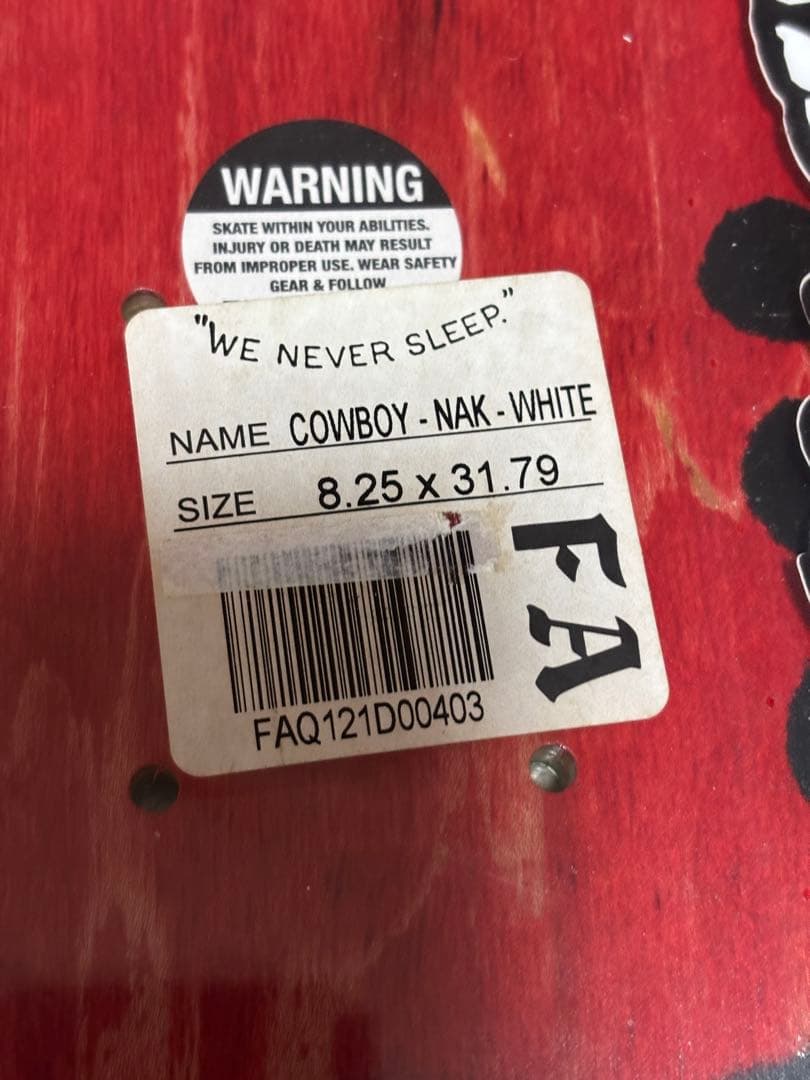 WARNING
SKATE WITHIN YOUR ABILITIES.
INJURY OR DEATH MAY RESULT
FROM IMPROPER USE. WEAR SAFETY
GEAR & FOLLOW
"WE NEVER SLEEP."
NAME COWBOY - NAK - WHITE
SIZE 8.25 x 31.79
FA
FAQ121D00403